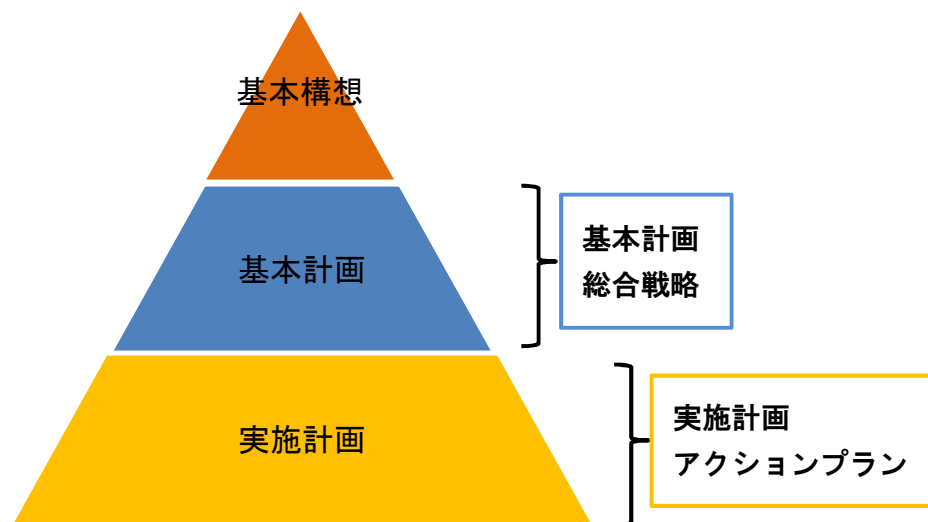 基本構想
基本計画
基本計画
総合戦略
実施計画
実施計画
アクションプラン